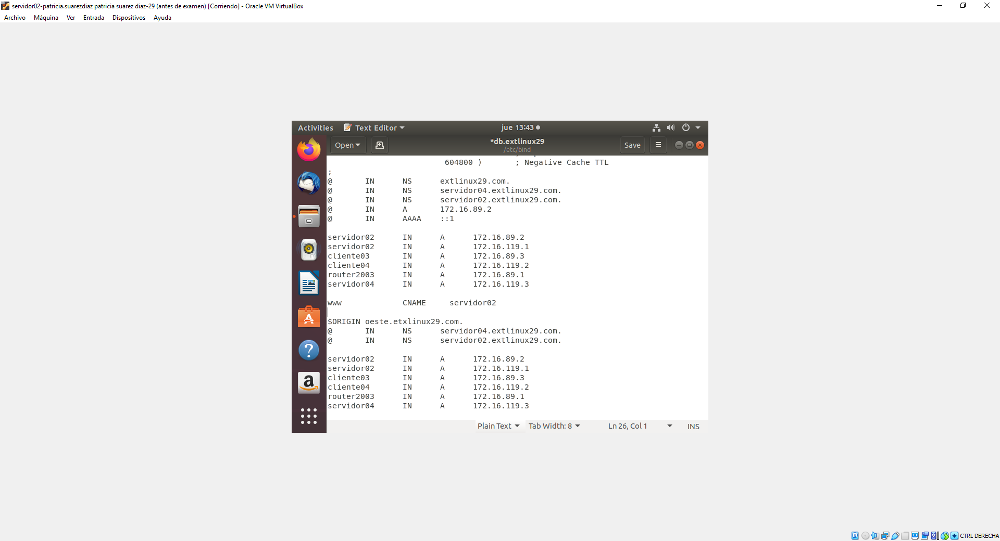 servidor02-patricia.suarezdiaz patricia suarez diaz-29 (antes de examen) [Corriendo] - Oracle VM VirtualBox
Archivo Máquina Ver Entrada Dispositivos Ayuda
Activities Text Editor jue 13:43
Open *db.extlinux29 Save
/etc/bind
604800 ) ; Negative Cache TTL
;
@ IN NS extlinux29.com.
@ IN NS servidor04.extlinux29.com.
@ IN NS servidor02.extlinux29.com.
@ IN A 172.16.89.2
@ IN AAAA ::1
servidor02 IN A 172.16.89.2
servidor02 IN A 172.16.119.1
cliente03 IN A 172.16.89.3
cliente04 IN A 172.16.119.2
router2003 IN A 172.16.89.1
servidor04 IN A 172.16.119.3
www CNAME servidor02
$ORIGIN oeste.etxlinux29.com.
@ IN NS servidor04.extlinux29.com.
@ IN NS servidor02.extlinux29.com.
servidor02 IN A 172.16.89.2
servidor02 IN A 172.16.119.1
cliente03 IN A 172.16.89.3
cliente04 IN A 172.16.119.2
router2003 IN A 172.16.89.1
servidor04 IN A 172.16.119.3
Plain Text Tab Width: 8 Ln 26, Col 1 INS
CTRL DERECHA